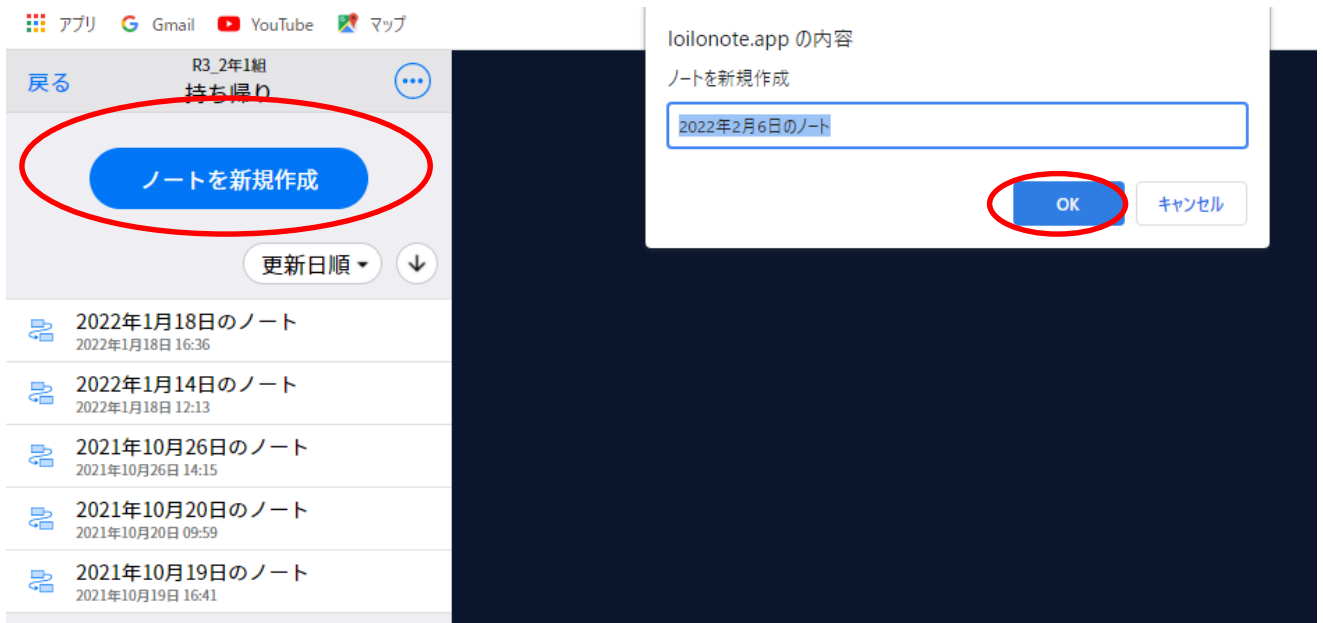 アプリ Gmail YouTube マップ
戻る
R3_2年1組
持ち帰り
ノートを新規作成
更新日順
2022年1月18日のノート
2022年1月18日 16:36
2022年1月14日のノート
2022年1月18日 12:13
2021年10月26日のノート
2021年10月26日 14:15
2021年10月20日のノート
2021年10月20日 09:59
2021年10月19日のノート
2021年10月19日 16:41
loilonote.app の内容
ノートを新規作成
2022年2月6日のノート
OK キャンセル